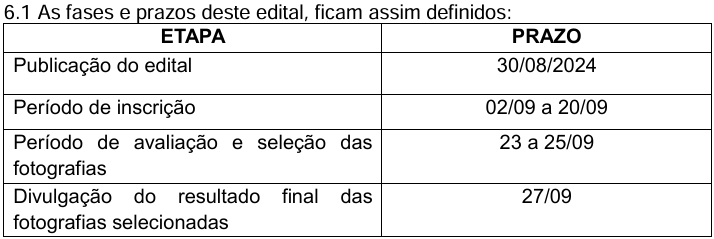 6.1 As fases e prazos deste edital, ficam assim definidos:
ETAPA PRAZO
Publicação do edital 30/08/2024
Período de inscrição 02/09 a 20/09
Período de avaliação e seleção das 23 a 25/09
fotografias
Divulgação do resultado final das 27/09
fotografias selecionadas